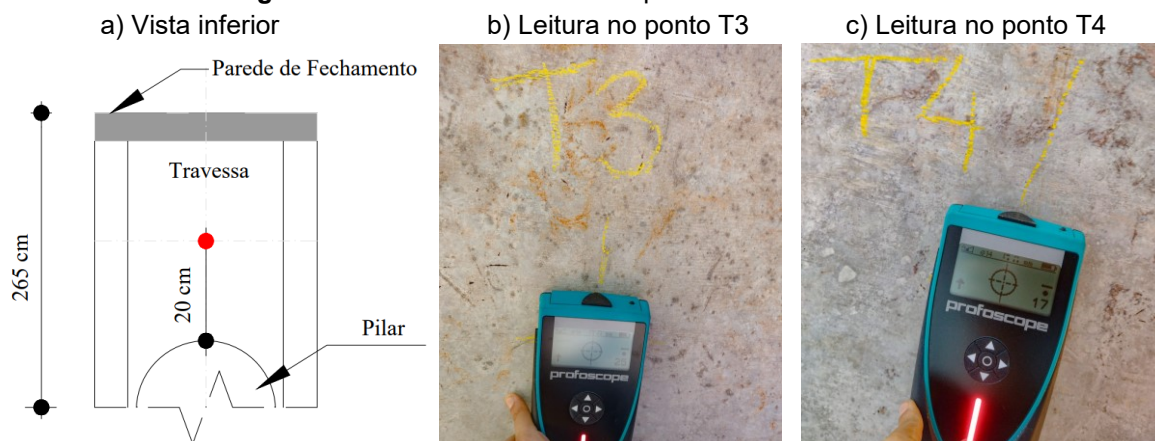 a) Vista inferior
b) Leitura no ponto T3
c) Leitura no ponto T4
Parede de Fechamento
Travessa
265 cm
20 cm
Pilar
T3
profoscope
T4
17
profoscope